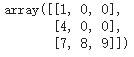 array([[1, 0, 0],
       [4, 0, 0],
       [7, 8, 9]])